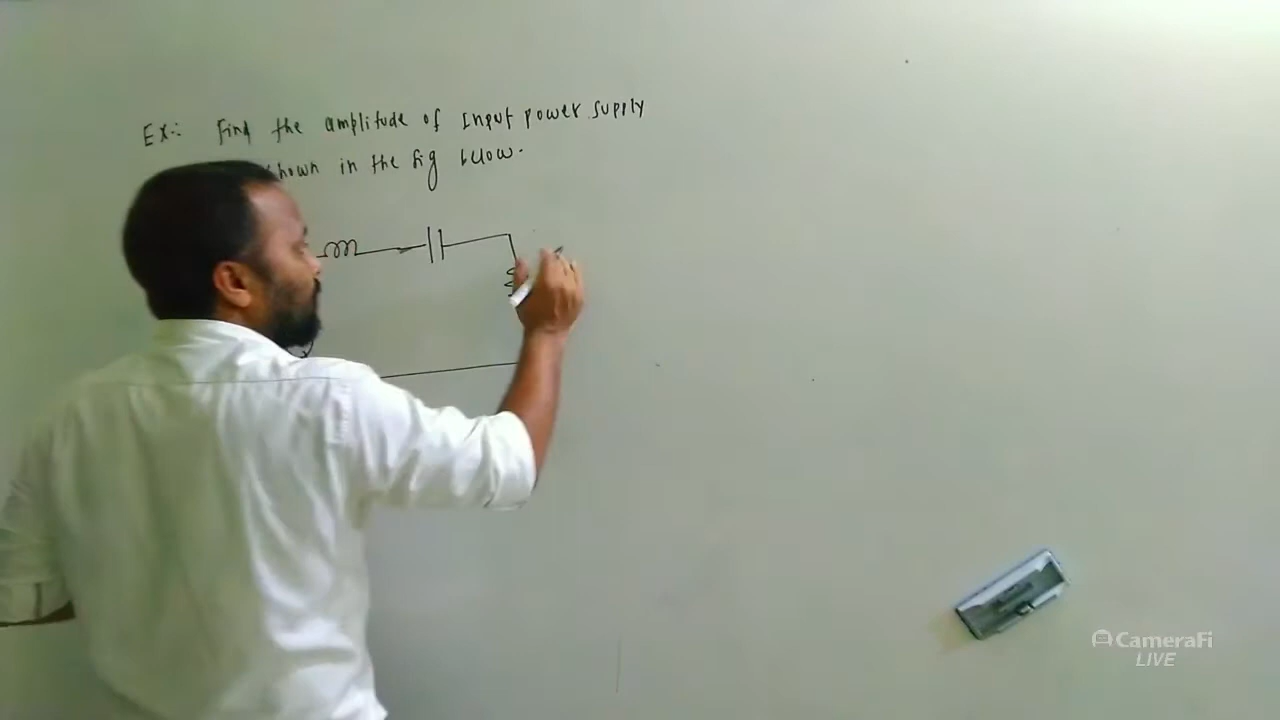 Ex:- Find the amplitude of Input power supply
shown in the fig below.
CameraFi
LIVE